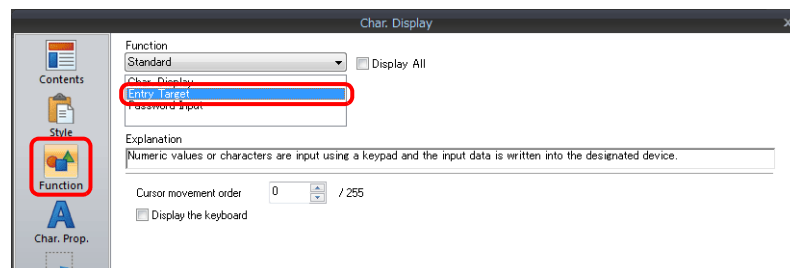 Char. Display
x
Contents
Style
Function
Char. Prop.
Function
Standard
Display All
Char. Display
Entry Target
Password Input
Explanation
Numeric values or characters are input using a keypad and the input data is written into the designated device.
Cursor movement order 0 / 255
Display the keyboard